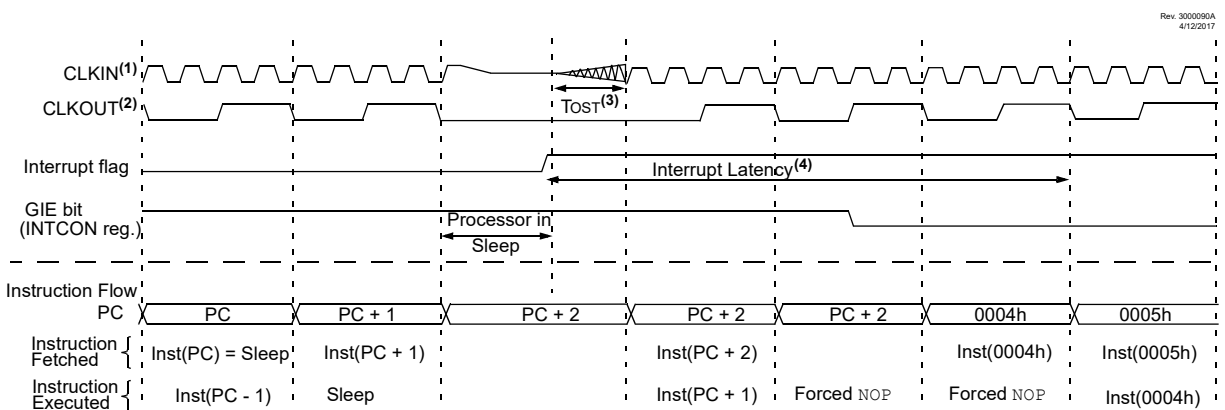 Rev. 3000090A
4/12/2017
CLKIN(1)
CLKOUT(2)
TOST(3)
Interrupt flag
Interrupt Latency(4)
GIE bit
(INTCON reg.)
Processor in
Sleep
Instruction Flow
PC PC PC + 1 PC + 2 PC + 2 PC + 2 0004h 0005h
Instruction
Fetched { Inst(PC) = Sleep Inst(PC + 1) Inst(PC + 2) Inst(0004h) Inst(0005h)
Instruction
Executed { Inst(PC - 1) Sleep Inst(PC + 1) Forced NOP Forced NOP Inst(0004h)